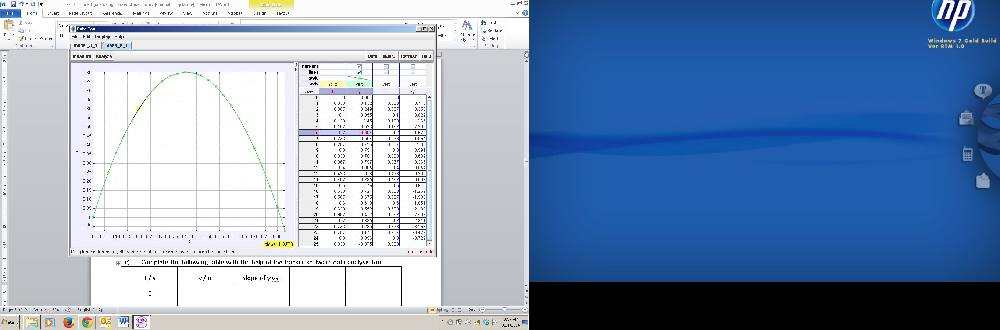 Free fall - investigate using tracker-student.docx [Compatibility Mode] - Microsoft Word
Table Tools
File Home Insert Page Layout References Mailings Review View Add-Ins Acrobat Design Layout
Cut
Copy
Format Painter
Paste
Clipboard
Calib
B
BbCc.
btitle
Change
Styles
Find
Replace
Select
Editing
Data Tool
File Edit Display Help
model_A_1 mass_A_1
Measure Analyze Data Builder... Refresh Help
markers
lines
style
axis horiz vert vert vert
row t y T vy
0 0 0.001 0
1 0.033 0.132 0.033 3.716
2 0.067 0.249 0.067 3.352
3 0.1 0.355 0.1 3.022
4 0.133 0.45 0.133 2.66
5 0.167 0.533 0.167 2.299
6 0.2 0.604 0.2 1.976
7 0.233 0.664 0.233 1.664
8 0.267 0.715 0.267 1.35
9 0.3 0.754 0.3 0.991
10 0.333 0.781 0.333 0.639
11 0.367 0.797 0.367 0.365
12 0.4 0.805 0.4 0.054
13 0.433 0.8 0.433 -0.295
14 0.467 0.785 0.467 -0.608
15 0.5 0.76 0.5 -0.919
16 0.533 0.724 0.533 -1.269
17 0.567 0.675 0.567 -1.583
18 0.6 0.619 0.6 -1.851
19 0.633 0.552 0.633 -2.198
20 0.667 0.472 0.667 -2.508
21 0.7 0.385 0.7 -2.811
22 0.733 0.285 0.733 -3.163
23 0.767 0.174 0.767 -3.429
24 0.8 0.056 0.8 -3.729
25 0.833 -0.075 0.833
0.80
0.75
0.70
0.65
0.60
0.55
0.50
0.45
0.40
0.35
0.30
0.25
0.20
0.15
0.10
0.05
0
-0.05
y
0 0.05 0.10 0.15 0.20 0.25 0.30 0.35 0.40 0.45 0.50 0.55 0.60 0.65 0.70 0.75 0.80
t
slope=1.98E0
Drag table columns to yellow (horizontal axis) or green (vertical axis) for curve fitting
non-editable
c) Complete the following table with the help of the tracker software data analysis tool.
t / s y / m Slope of y vs t
0
Page: 6 of 12 Words: 1,594 English (U.S.) 120%
Start
8:37 AM
30/1/2014
hp
Windows 7 Gold Build
Ver RTM 1.0
T